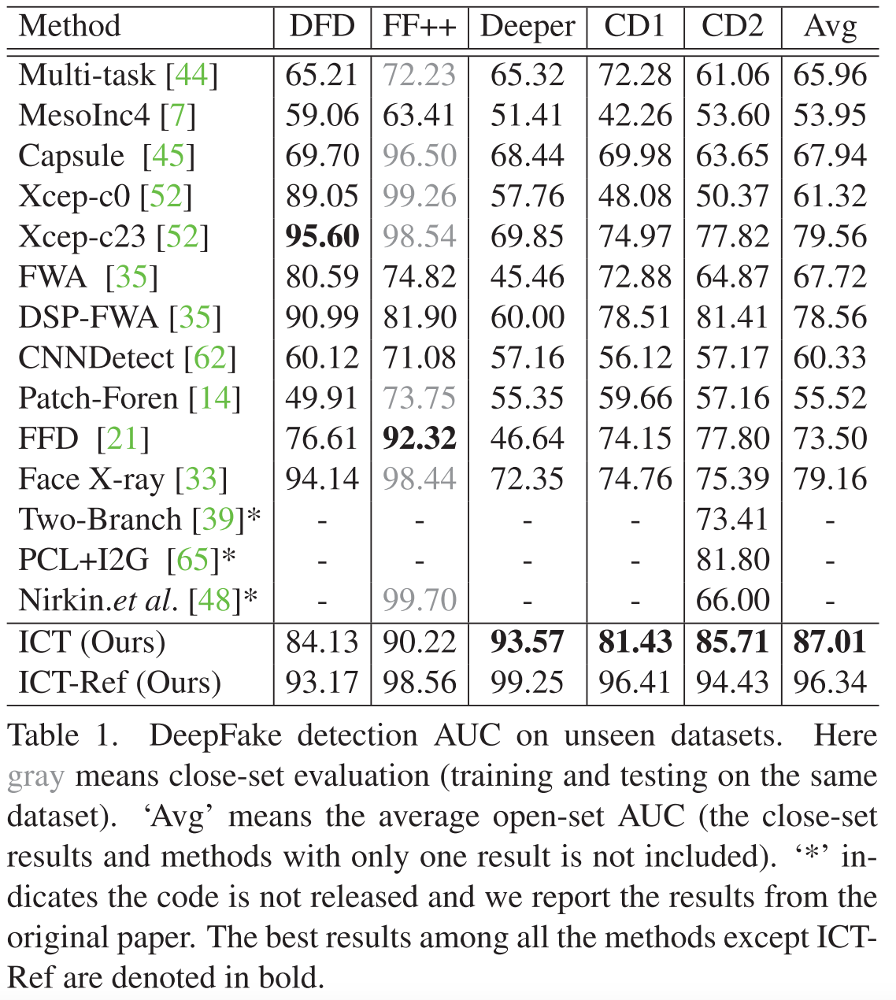 Method DFD FF++ Deeper CD1 CD2 Avg
Multi-task [44] 65.21 72.23 65.32 72.28 61.06 65.96
MesoInc4 [7] 59.06 63.41 51.41 42.26 53.60 53.95
Capsule [45] 69.70 96.50 68.44 69.98 63.65 67.94
Xcep-c0 [52] 89.05 99.26 57.76 48.08 50.37 61.32
Xcep-c23 [52] 95.60 98.54 69.85 74.97 77.82 79.56
FWA [35] 80.59 74.82 45.46 72.88 64.87 67.72
DSP-FWA [35] 90.99 81.90 60.00 78.51 81.41 78.56
CNNDetect [62] 60.12 71.08 57.16 56.12 57.17 60.33
Patch-Foren [14] 49.91 73.75 55.35 59.66 57.16 55.52
FFD [21] 76.61 92.32 46.64 74.15 77.80 73.50
Face X-ray [33] 94.14 98.44 72.35 74.76 75.39 79.16
Two-Branch [39]* - - - - 73.41 -
PCL+I2G [65]* - - - - 81.80 -
Nirkin.et al. [48]* - 99.70 - - 66.00 -
ICT (Ours) 84.13 90.22 93.57 81.43 85.71 87.01
ICT-Ref (Ours) 93.17 98.56 99.25 96.41 94.43 96.34
Table 1. DeepFake detection AUC on unseen datasets. Here
gray means close-set evaluation (training and testing on the same
dataset). ‘Avg’ means the average open-set AUC (the close-set
results and methods with only one result is not included). ‘*’ in-
dicates the code is not released and we report the results from the
original paper. The best results among all the methods except ICT-
Ref are denoted in bold.